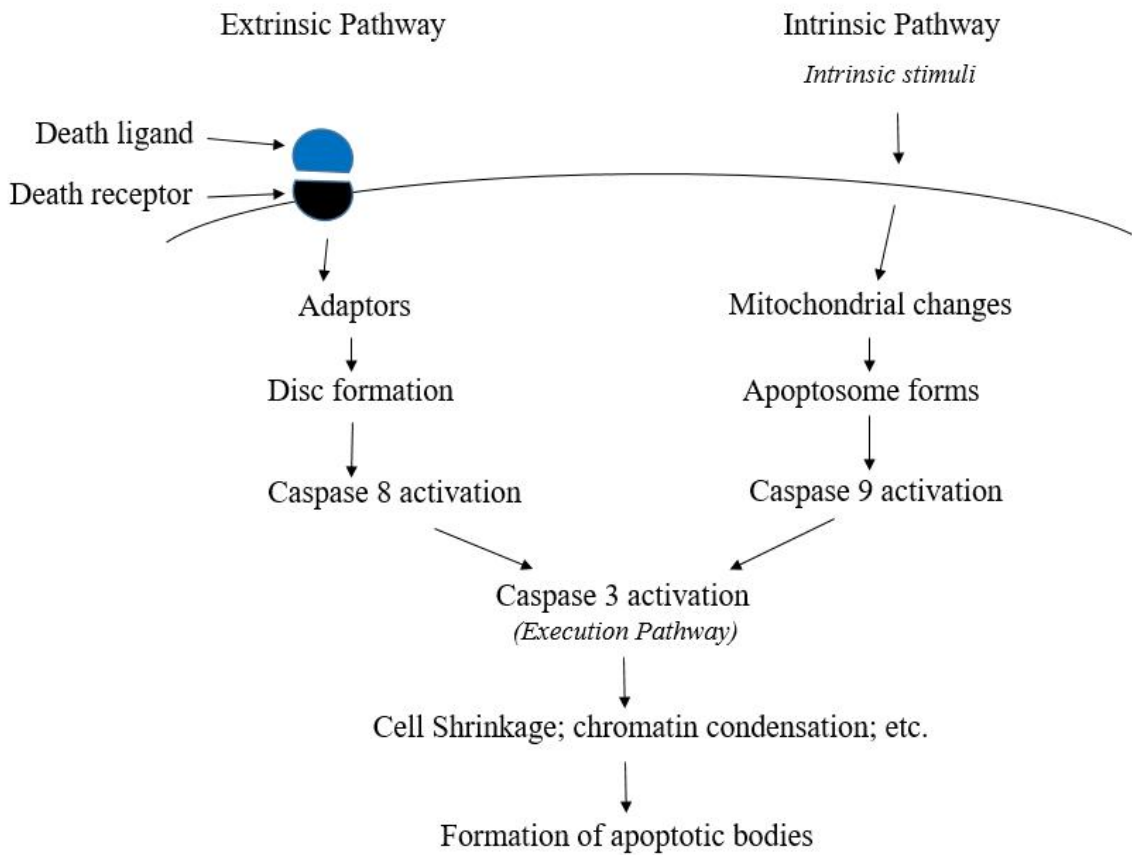 Extrinsic Pathway
Intrinsic Pathway
Intrinsic stimuli
Death ligand
Death receptor
Adaptors
Mitochondrial changes
Disc formation
Apoptosome forms
Caspase 8 activation
Caspase 9 activation
Caspase 3 activation
(Execution Pathway)
Cell Shrinkage; chromatin condensation; etc.
Formation of apoptotic bodies